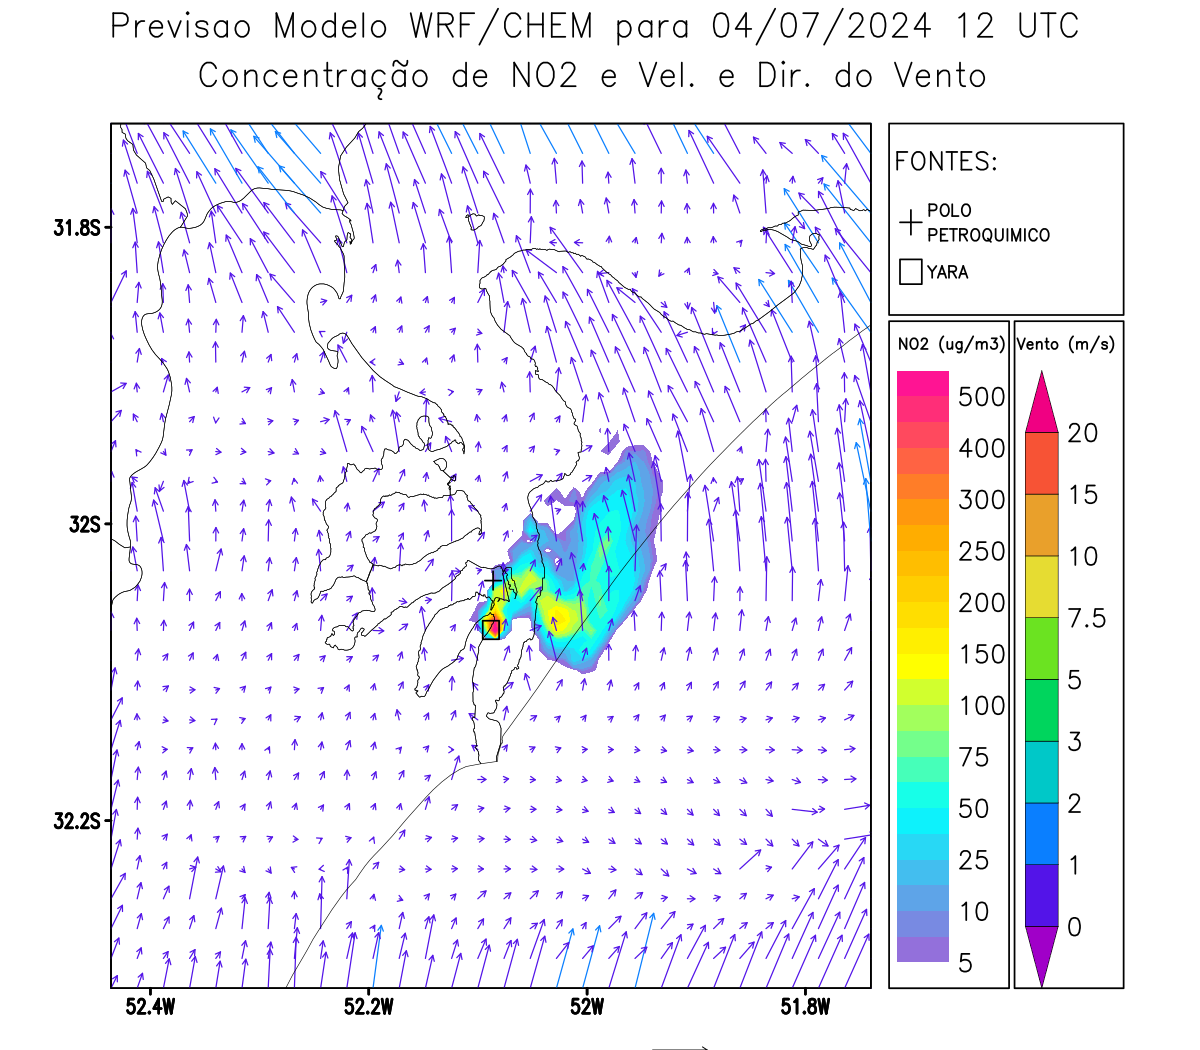 Previsao Modelo WRF/CHEM para 04/07/2024 12 UTC
Concentração de NO2 e Vel. e Dir. do Vento
FONTES:
POLO
PETROQUIMICO
YARA
31.8S
32S
32.2S
52.4W
52.2W
52W
51.8W
NO2 (ug/m3)
500
400
300
250
200
150
100
75
50
25
10
5
Vento (m/s)
20
15
10
7.5
5
3
2
1
0